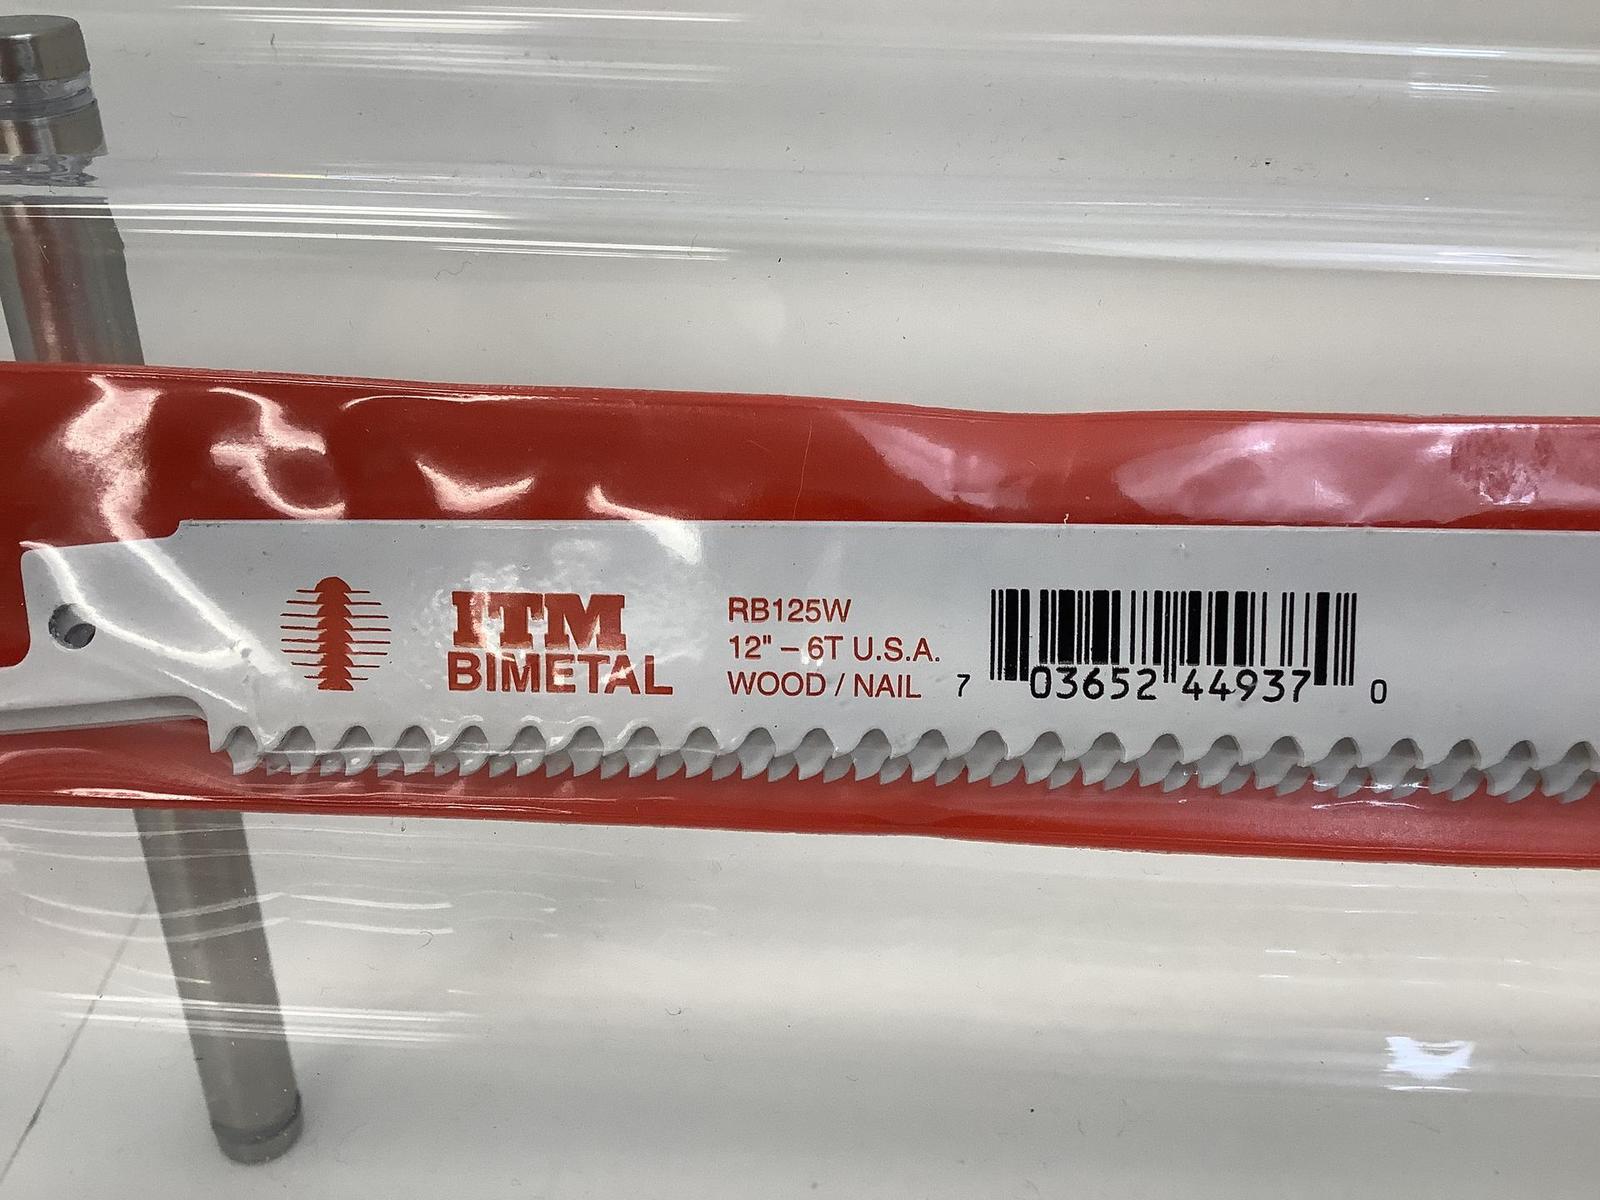 ITM
BIMETAL
RB125W
12" – 6T U.S.A.
WOOD / NAIL
7 03652 44937 0